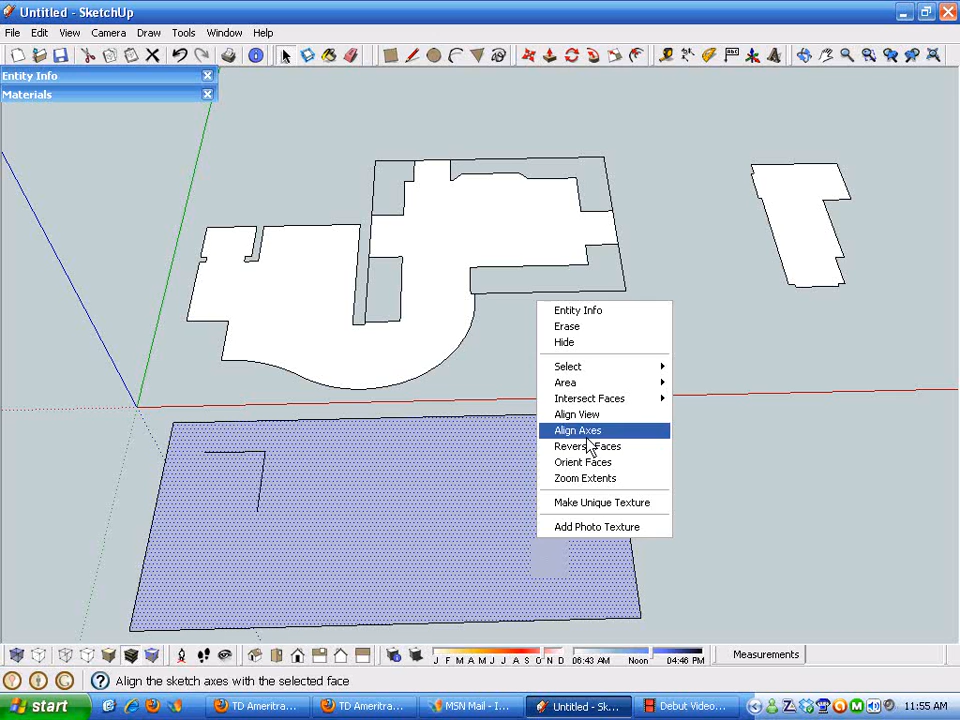 Untitled - SketchUp
File Edit View Camera Draw Tools Window Help
Entity Info
Materials
Entity Info
Erase
Hide
Select
Area
Intersect Faces
Align View
Align Axes
Reverse Faces
Orient Faces
Zoom Extents
Make Unique Texture
Add Photo Texture
J F M A M J J A S O N D
06:43 AM Noon 04:46 PM
Measurements
Align the sketch axes with the selected face
start
TD Ameritra...
TD Ameritra...
MSN Mail - I...
Untitled - Sk...
Debut Video...
11:55 AM